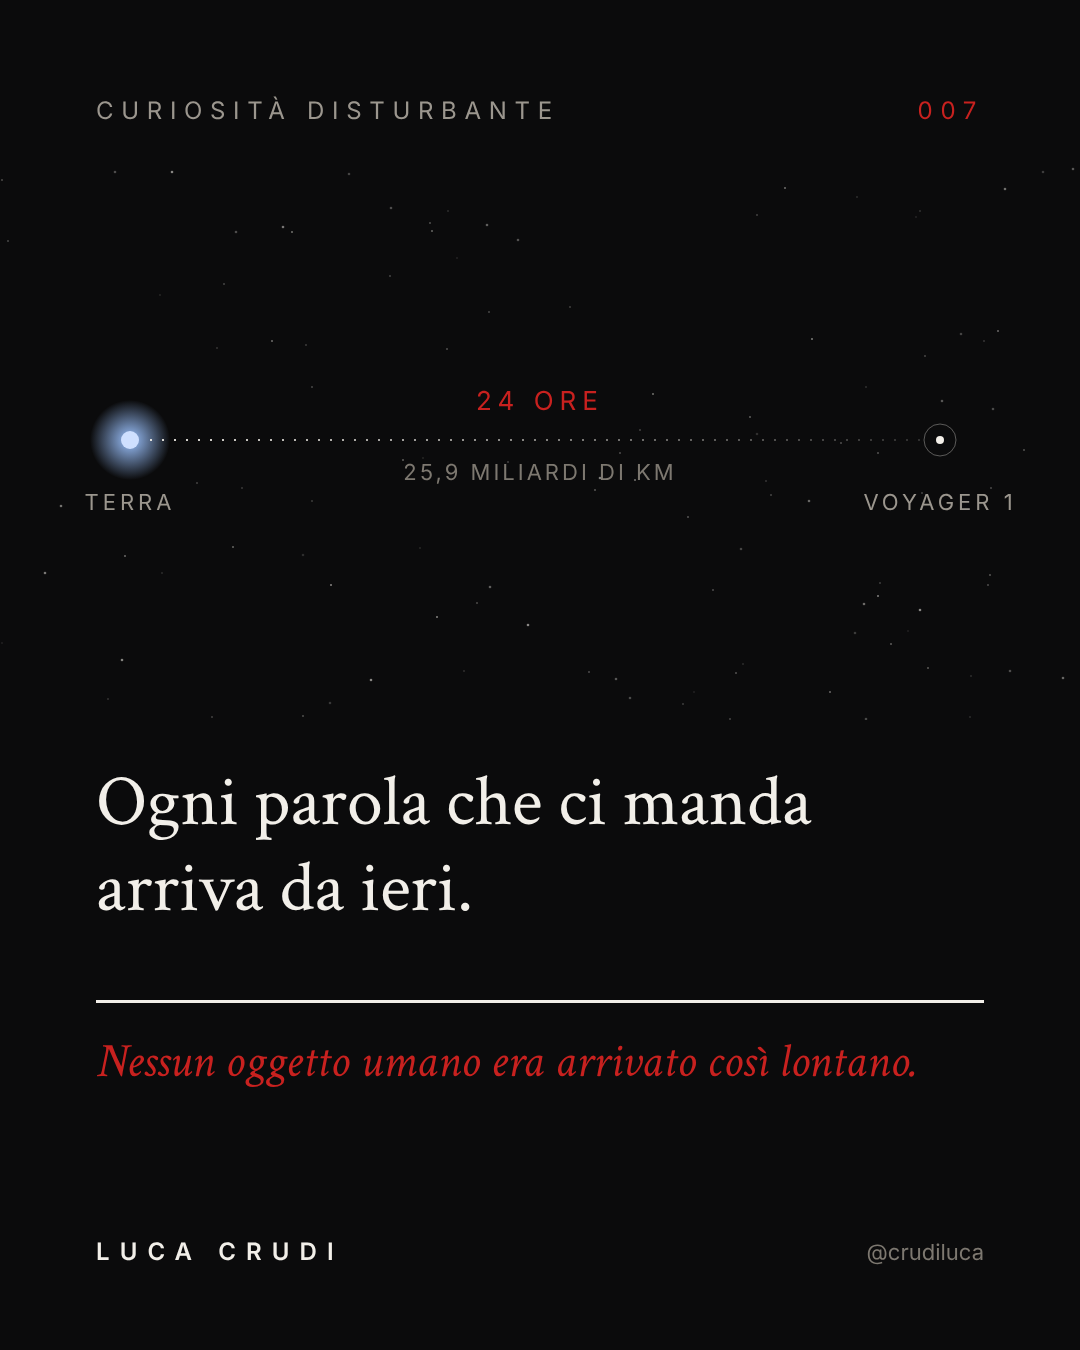 CURIOSITÀ DISTURBANTE
007
24 ORE
25,9 MILIARDI DI KM
TERRA
VOYAGER 1
Ogni parola che ci manda
arriva da ieri.
Nessun oggetto umano era arrivato così lontano.
LUCA CRUDI
@crudiluca